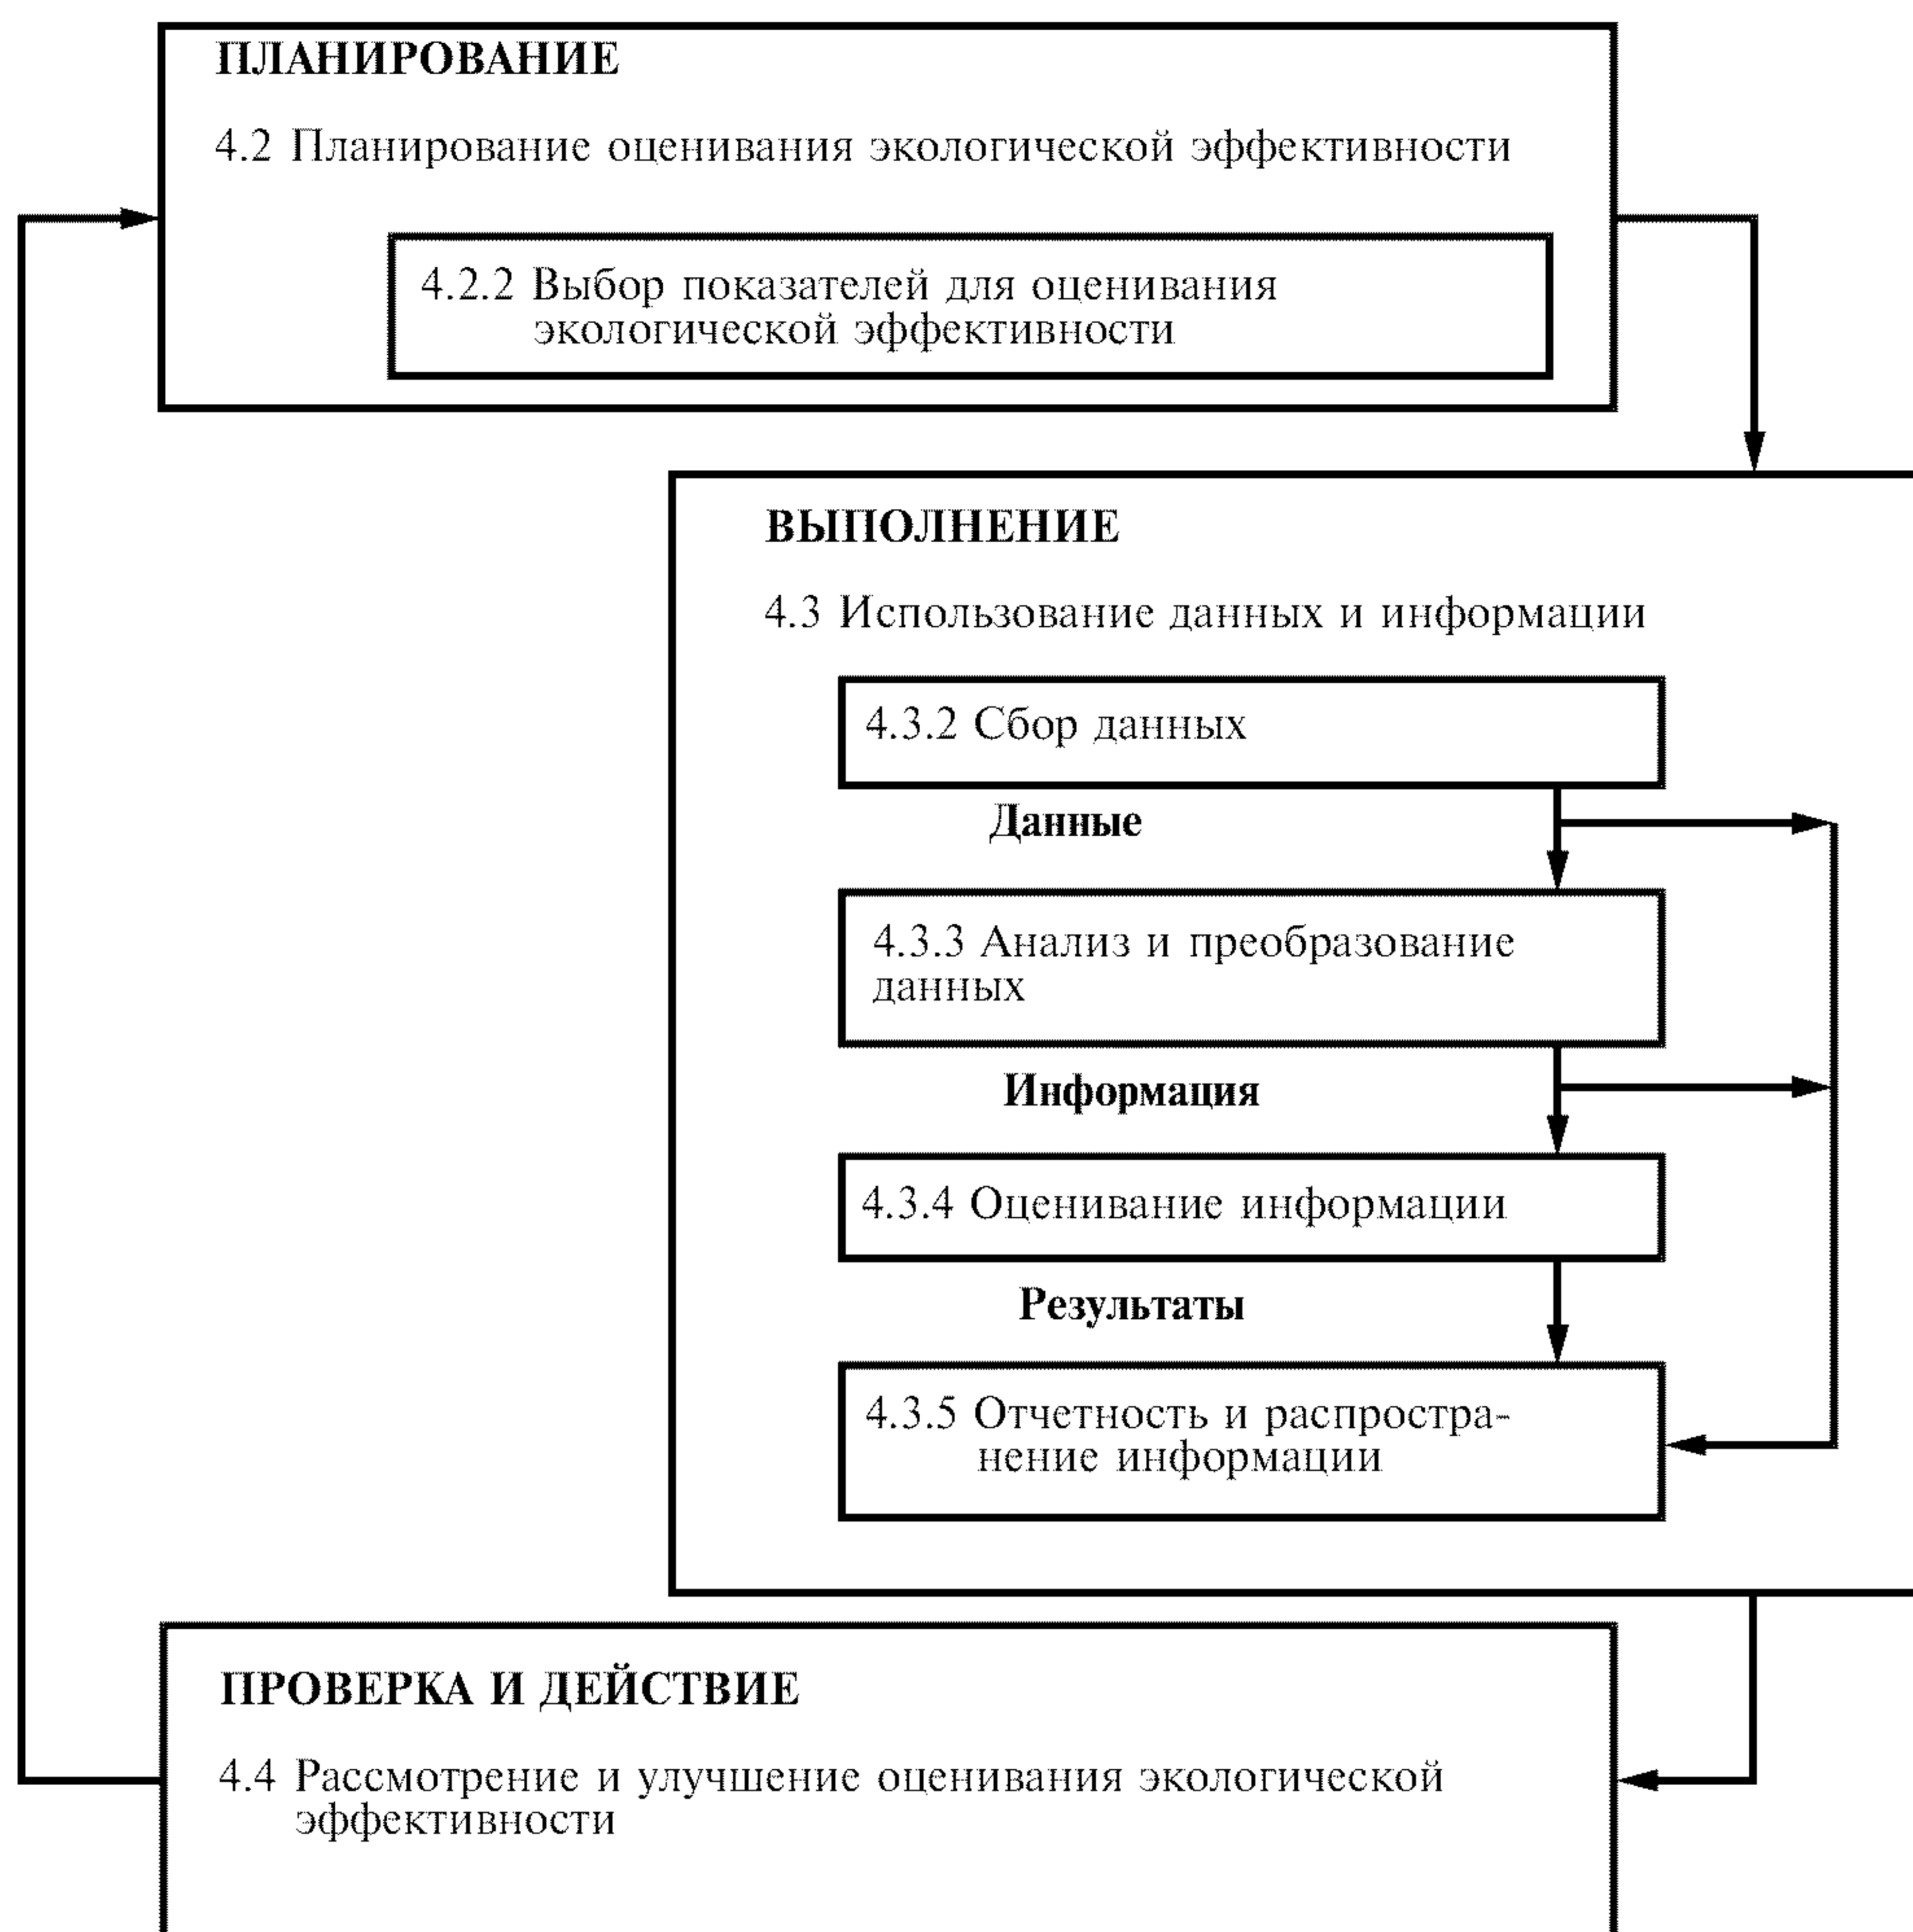 ПЛАНИРОВАНИЕ
4.2 Планирование оценивания экологической эффективности
4.2.2 Выбор показателей для оценивания
экологической эффективности
ВЫПОЛНЕНИЕ
4.3 Использование данных и информации
4.3.2 Сбор данных
Данные
4.3.3 Анализ и преобразование
данных
Информация
4.3.4 Оценивание информации
Результаты
4.3.5 Отчетность и распростра-
нение информации
ПРОВЕРКА И ДЕЙСТВИЕ
4.4 Рассмотрение и улучшение оценивания экологической
эффективности